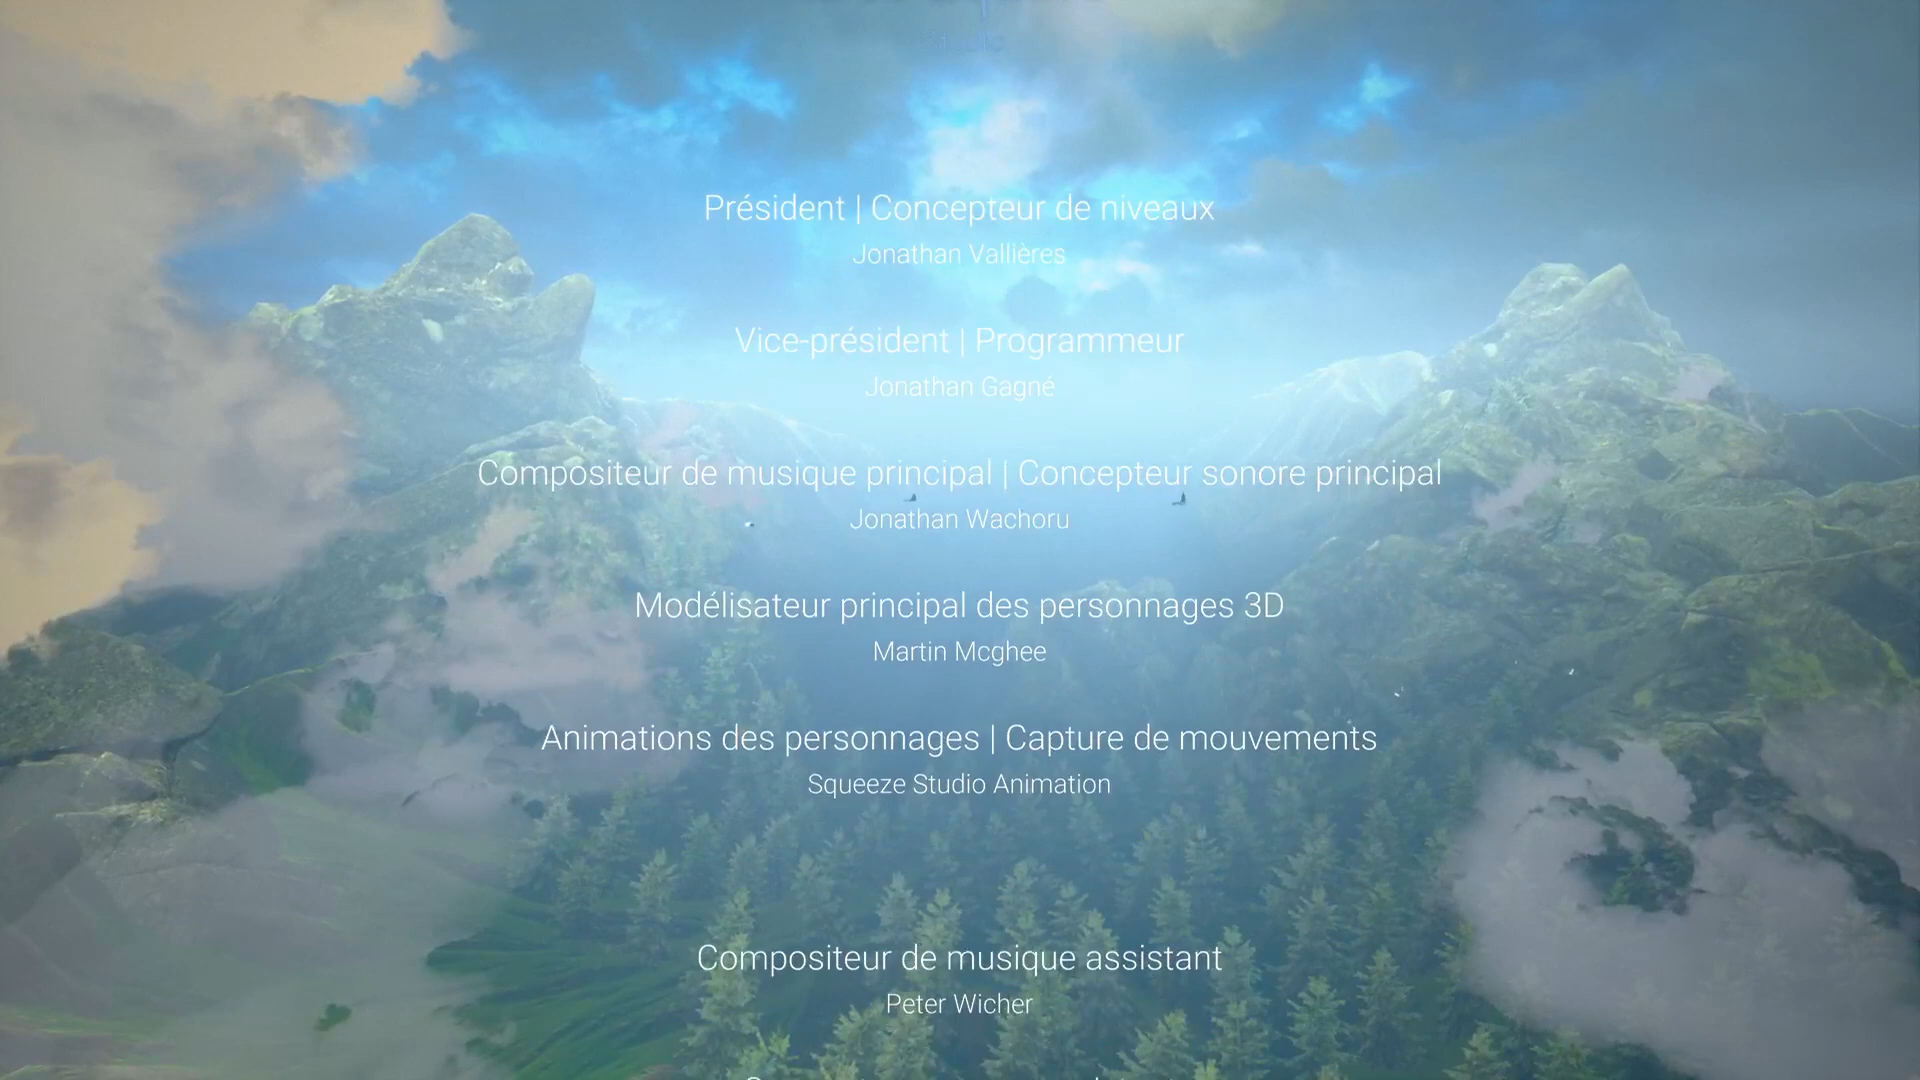 Président | Concepteur de niveaux
Jonathan Vallières
Vice-président | Programmeur
Jonathan Gagné
Compositeur de musique principal | Concepteur sonore principal
Jonathan Wachoru
Modélisateur principal des personnages 3D
Martin Mcghee
Animations des personnages | Capture de mouvements
Squeeze Studio Animation
Compositeur de musique assistant
Peter Wicher